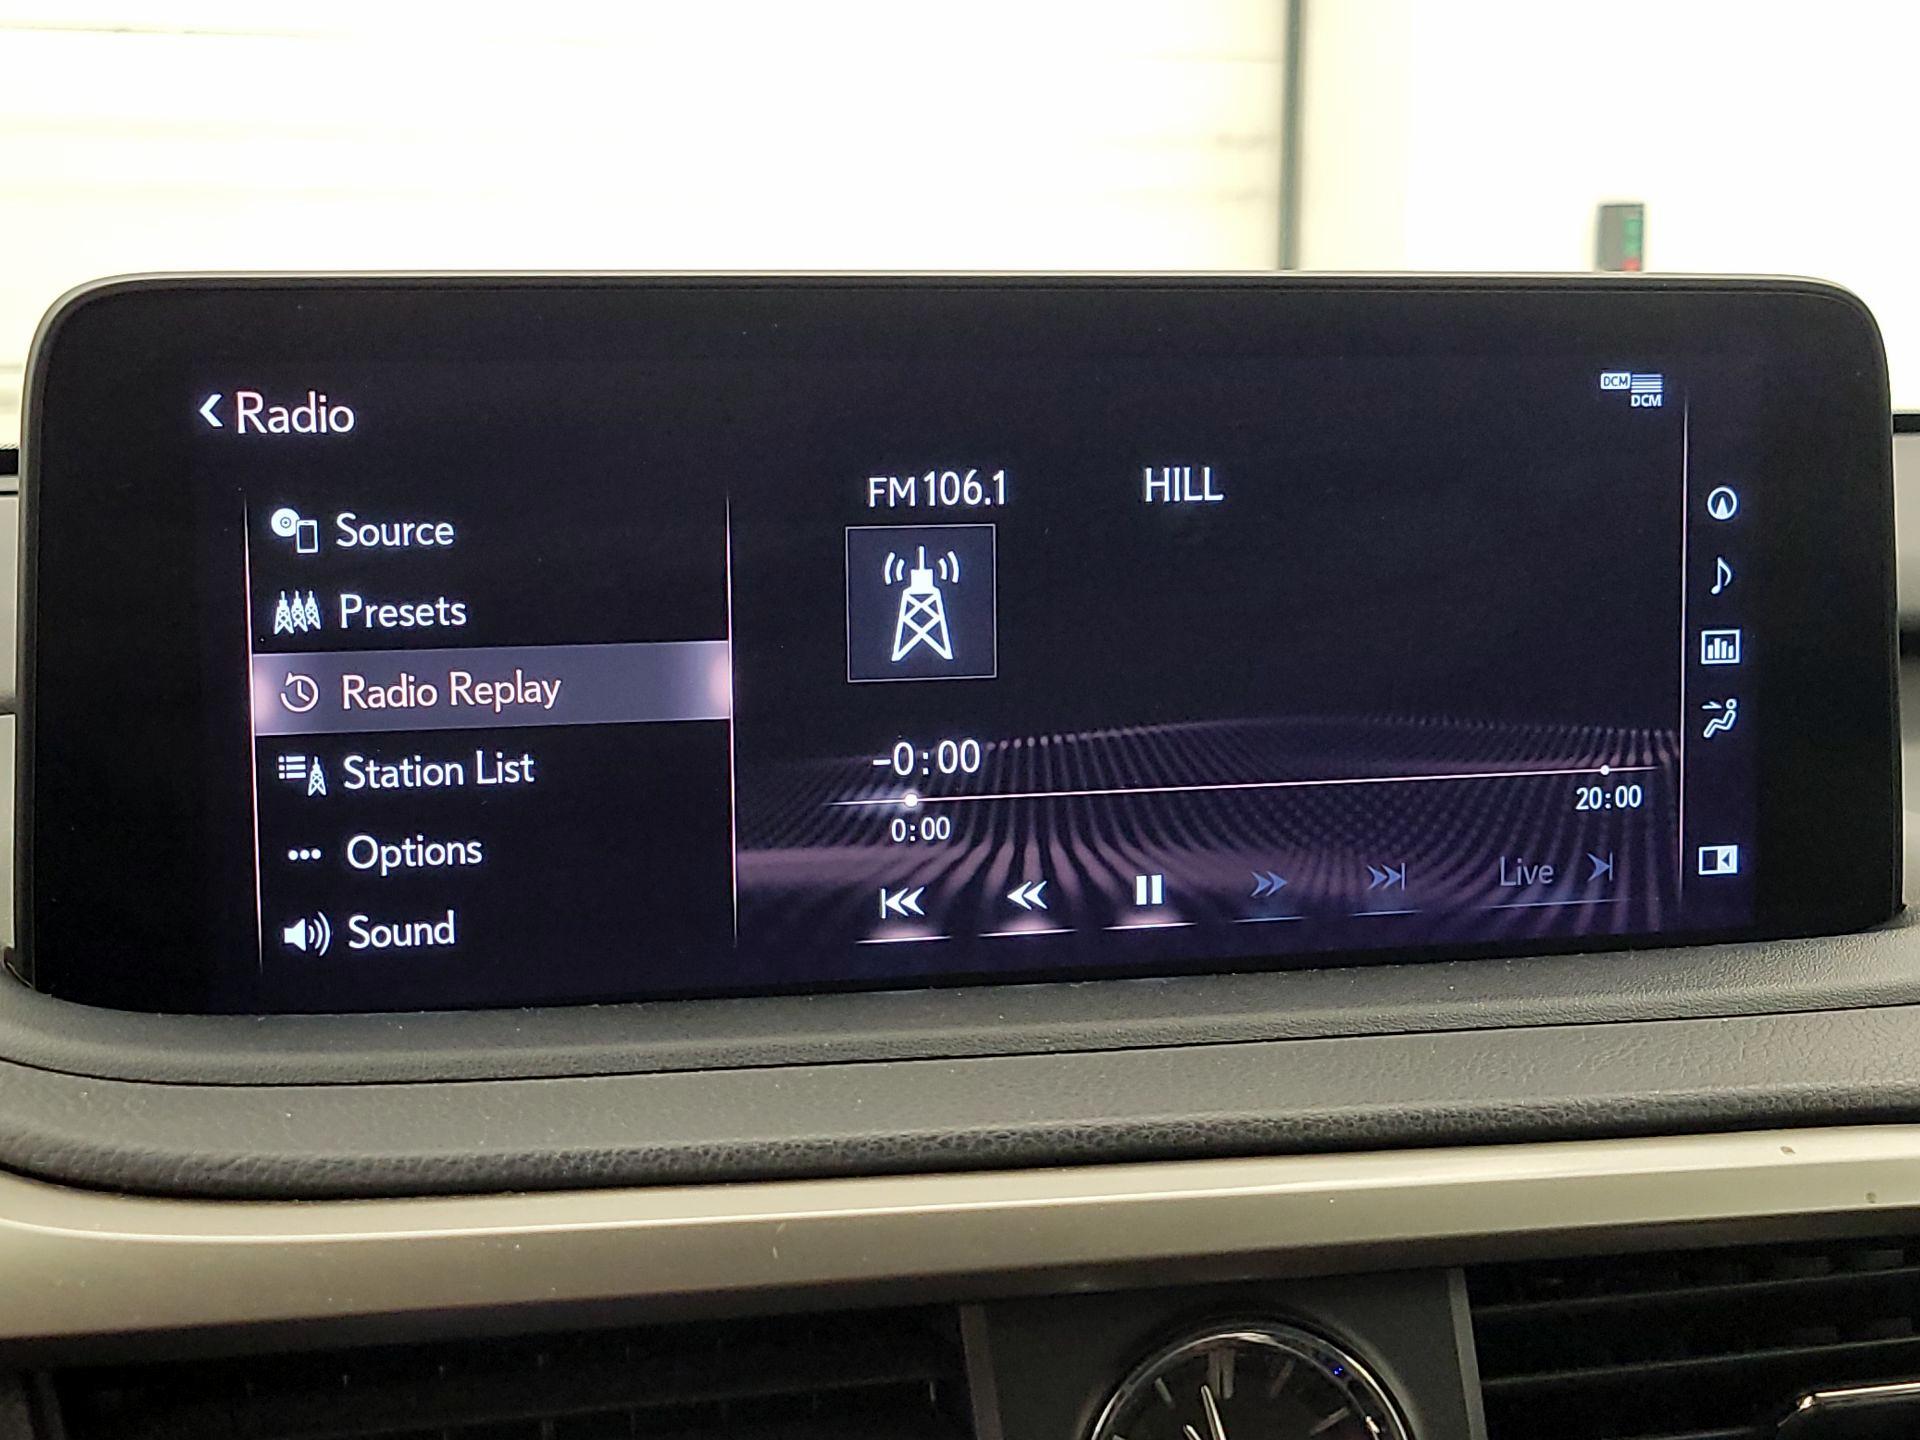 Radio
DCM
DCM
Source
Presets
Radio Replay
Station List
Options
Sound
FM 106.1
HILL
-0:00
0:00
20:00
Live